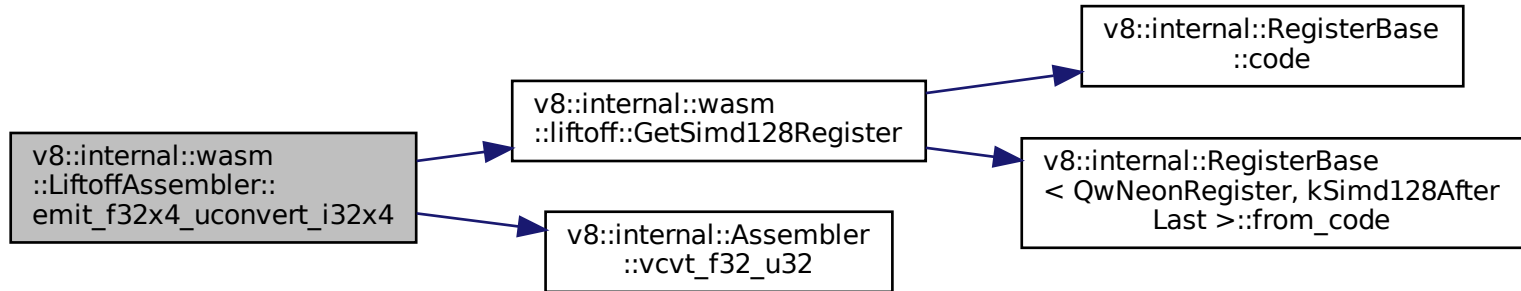 v8::internal::wasm
::LiftoffAssembler::
emit_f32x4_uconvert_i32x4
v8::internal::wasm
::liftoff::GetSimd128Register
v8::internal::Assembler
::vcvt_f32_u32
v8::internal::RegisterBase
::code
v8::internal::RegisterBase
< QwNeonRegister, kSimd128After
Last >::from_code